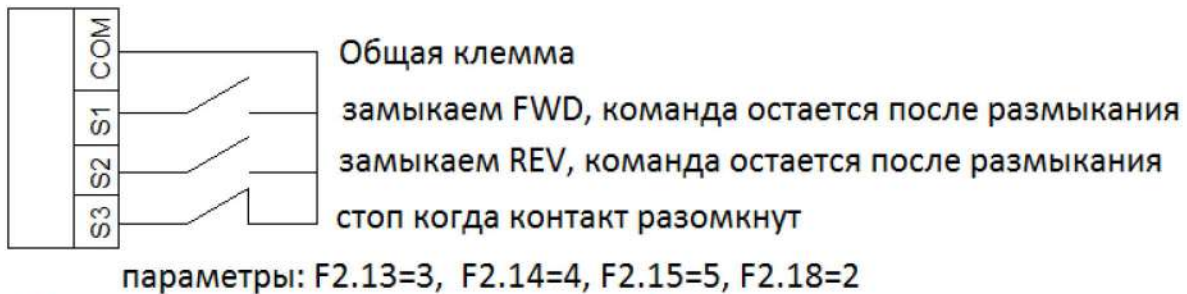 COM
Общая клемма
S1
замыкаем FWD, команда остается после размыкания
S2
замыкаем REV, команда остается после размыкания
S3
стоп когда контакт разомкнут
параметры: F2.13=3, F2.14=4, F2.15=5, F2.18=2